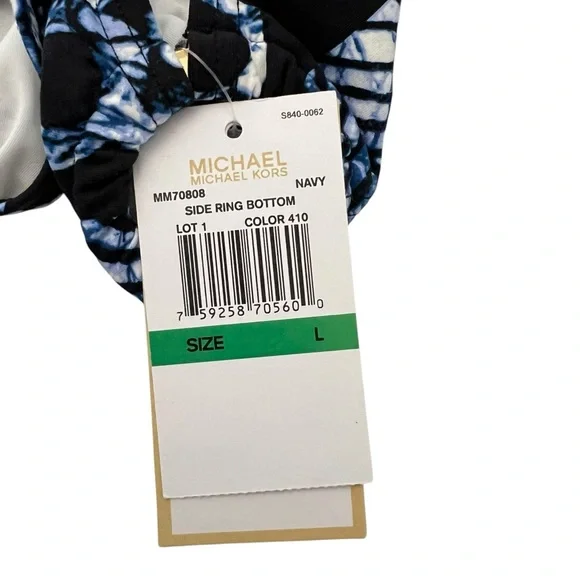 S840-0062
MICHAEL
MICHAEL KORS
MM70808 NAVY
SIDE RING BOTTOM
LOT 1 COLOR 410
7 59258 70560 0
SIZE L